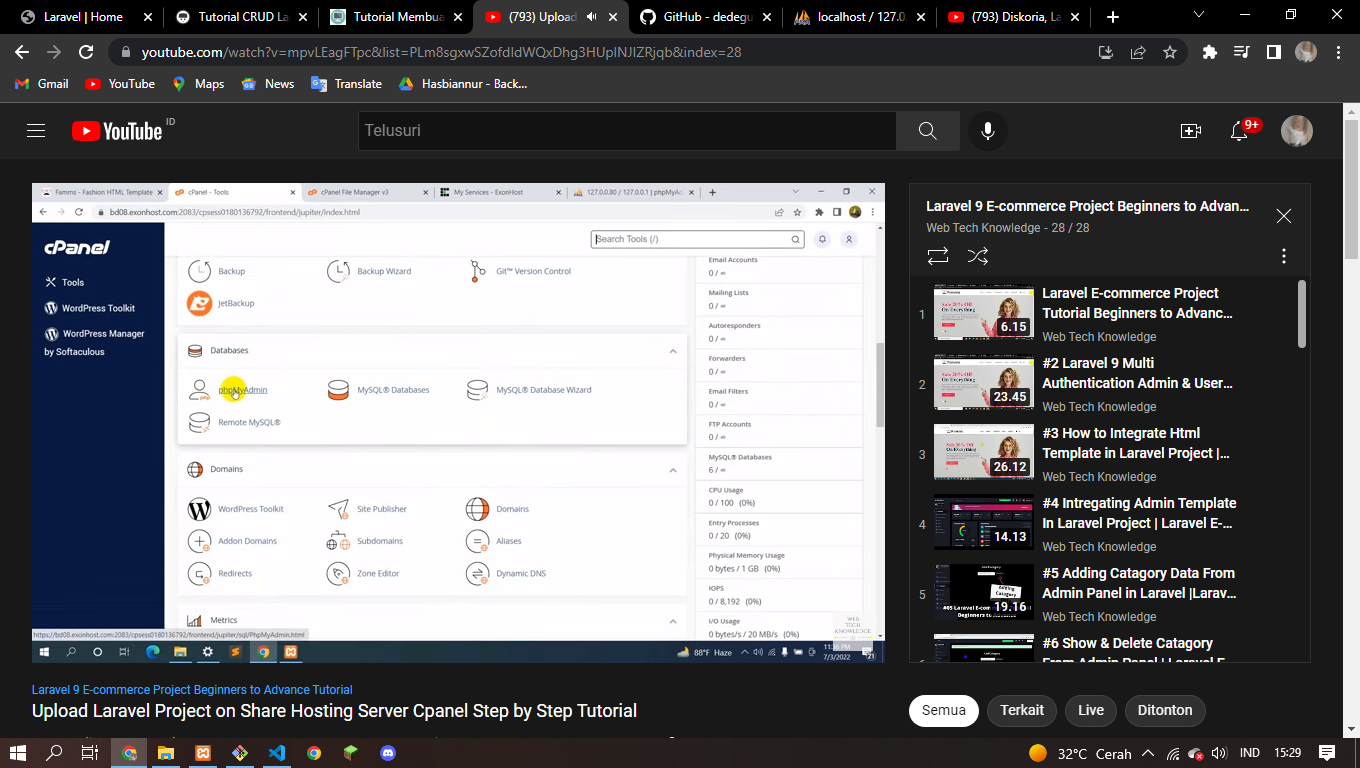 Laravel | Home
Tutorial CRUD La
Tutorial Membua
(793) Upload
GitHub - dedegu
localhost / 127.0.
(793) Diskoria, La
youtube.com/watch?v=mpvLEagFTpc&list=PLm8sgxwSZofdIdWQxDhg3HUpINJIZRjqb&index=28
Gmail
YouTube
Maps
News
Translate
Hasbiannur - Back...
YouTube ID
Telusuri
9+
Famms - Fashion HTML Template
cPanel - Tools
cPanel File Manager v3
My Services - ExonHost
127.0.0.80 / 127.0.0.1 | phpMyAd
bd08.exonhost.com:2083/cpsess0180136792/frontend/jupiter/index.html
cPanel
Search Tools (/)
Tools
WordPress Toolkit
WordPress Manager
by Softaculous
Backup
Backup Wizard
Git™ Version Control
JetBackup
Databases
phpMyAdmin
MySQL® Databases
MySQL® Database Wizard
Remote MySQL®
Domains
WordPress Toolkit
Site Publisher
Domains
Addon Domains
Subdomains
Aliases
Redirects
Zone Editor
Dynamic DNS
Metrics
Email Accounts
0 / ∞
Mailing Lists
0 / ∞
Autoresponders
0 / ∞
Forwarders
0 / ∞
Email Filters
0 / ∞
FTP Accounts
0 / ∞
MySQL® Databases
6 / ∞
CPU Usage
0 / 100 (0%)
Entry Processes
0 / 20 (0%)
Physical Memory Usage
0 bytes / 1 GB (0%)
IOPS
0 / 8,192 (0%)
I/O Usage
0 bytes/s / 20 MB/s (0%)
WEB
TECH
KNOWLEDGE
https://bd08.exonhost.com:2083/cpsess0180136792/frontend/jupiter/sql/PhpMyAdmin.html
88°F Haze
7/3/2022
21
Laravel 9 E-commerce Project Beginners to Advance Tutorial
Upload Laravel Project on Share Hosting Server Cpanel Step by Step Tutorial
Laravel 9 E-commerce Project Beginners to Advan...
Web Tech Knowledge - 28 / 28
1
6.15
Laravel E-commerce Project
Tutorial Beginners to Advanc...
Web Tech Knowledge
2
23.45
#2 Laravel 9 Multi
Authentication Admin & User...
Web Tech Knowledge
3
26.12
#3 How to Integrate Html
Template in Laravel Project |...
Web Tech Knowledge
4
14.13
#4 Intregating Admin Template
In Laravel Project | Laravel E-...
Web Tech Knowledge
5
19.16
#5 Adding Catagory Data From
Admin Panel in Laravel |Larav...
Web Tech Knowledge
#6 Show & Delete Catagory
From Admin Panel | Laravel E
Semua
Terkait
Live
Ditonton
32°C Cerah
IND
15:29